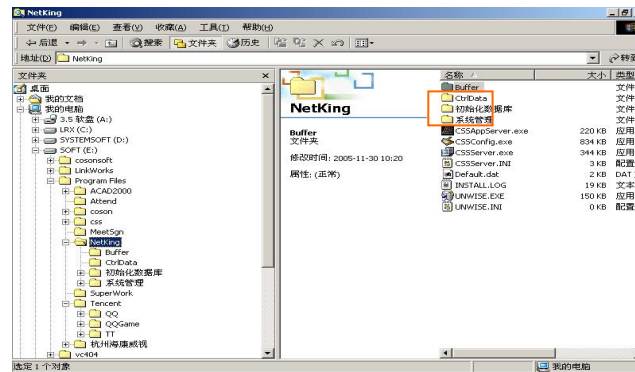 NetKing
文件(F) 编辑(E) 查看(V) 收藏(A) 工具(T) 帮助(H)
后退 搜索 文件夹 历史
地址(D) NetKing 转到
文件夹
桌面
我的文档
我的电脑
3.5 软盘 (A:)
LRX (C:)
SYSTEMSOFT (D:)
SOFT (E:)
cosonsoft
LinkWorks
Program Files
ACAD2000
Attend
coson
css
MeetSgn
NetKing
Buffer
CtrlData
初始化数据库
系统管理
SuperWork
Tencent
QQ
QQGame
TT
杭州海康威视
vc404
NetKing
Buffer
文件夹
修改时间: 2005-11-30 10:20
属性: (正常)
名称 大小 类型
Buffer 文件
CtrlData 文件
初始化数据库 文件
系统管理 文件
CSSAppServer.exe 220 KB 应用
CSSConfig.exe 834 KB 应用
CSSServer.exe 344 KB 应用
CSSServer.INI 3 KB 配置
Default.dat 2 KB DAT
INSTALL.LOG 19 KB 文本
UNWISE.EXE 150 KB 应用
UNWISE.INI 0 KB 配置
选定 1 个对象 我的电脑